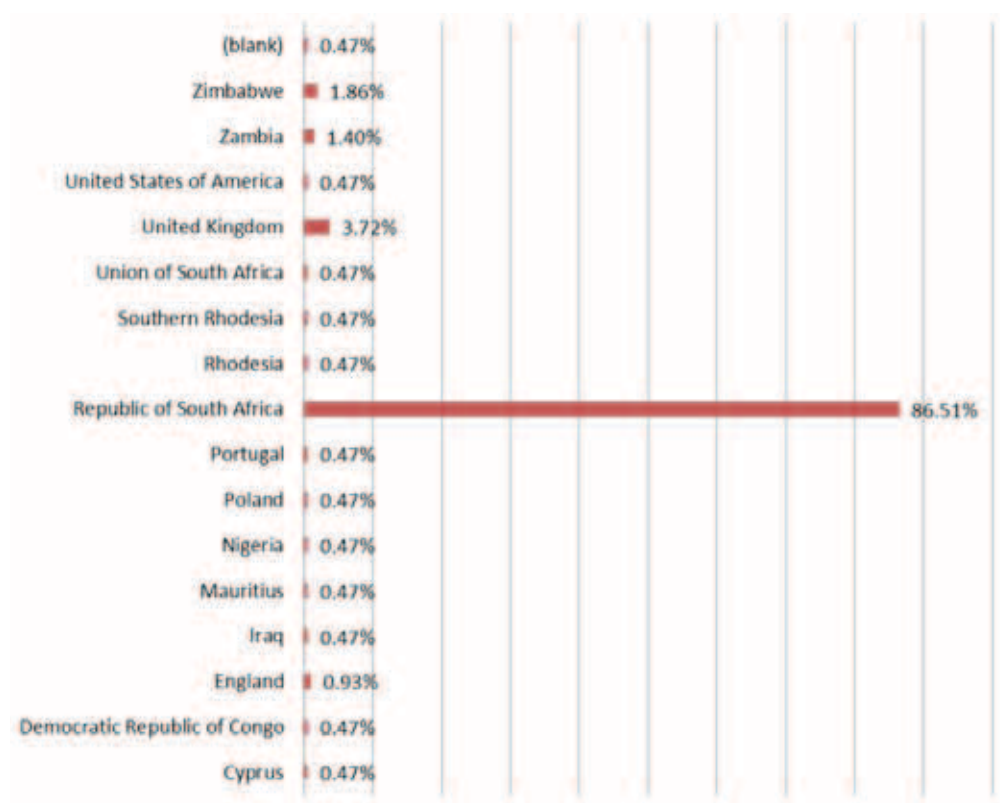 (blank) 0.47%
Zimbabwe 1.86%
Zambia 1.40%
United States of America 0.47%
United Kingdom 3.72%
Union of South Africa 0.47%
Southern Rhodesia 0.47%
Rhodesia 0.47%
Republic of South Africa 86.51%
Portugal 0.47%
Poland 0.47%
Nigeria 0.47%
Mauritius 0.47%
Iraq 0.47%
England 0.93%
Democratic Republic of Congo 0.47%
Cyprus 0.47%